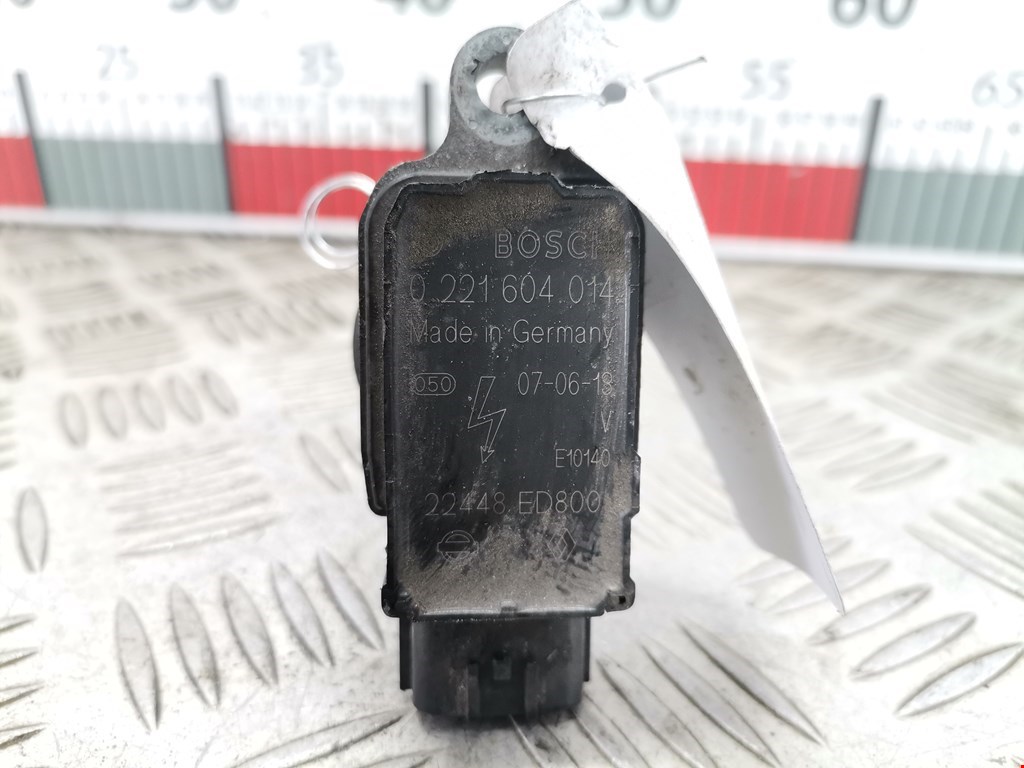 75 35 55 65
60
BOSCH
0 221 604 014
Made in Germany
050 07-06-18
V
E10140
22448 ED800